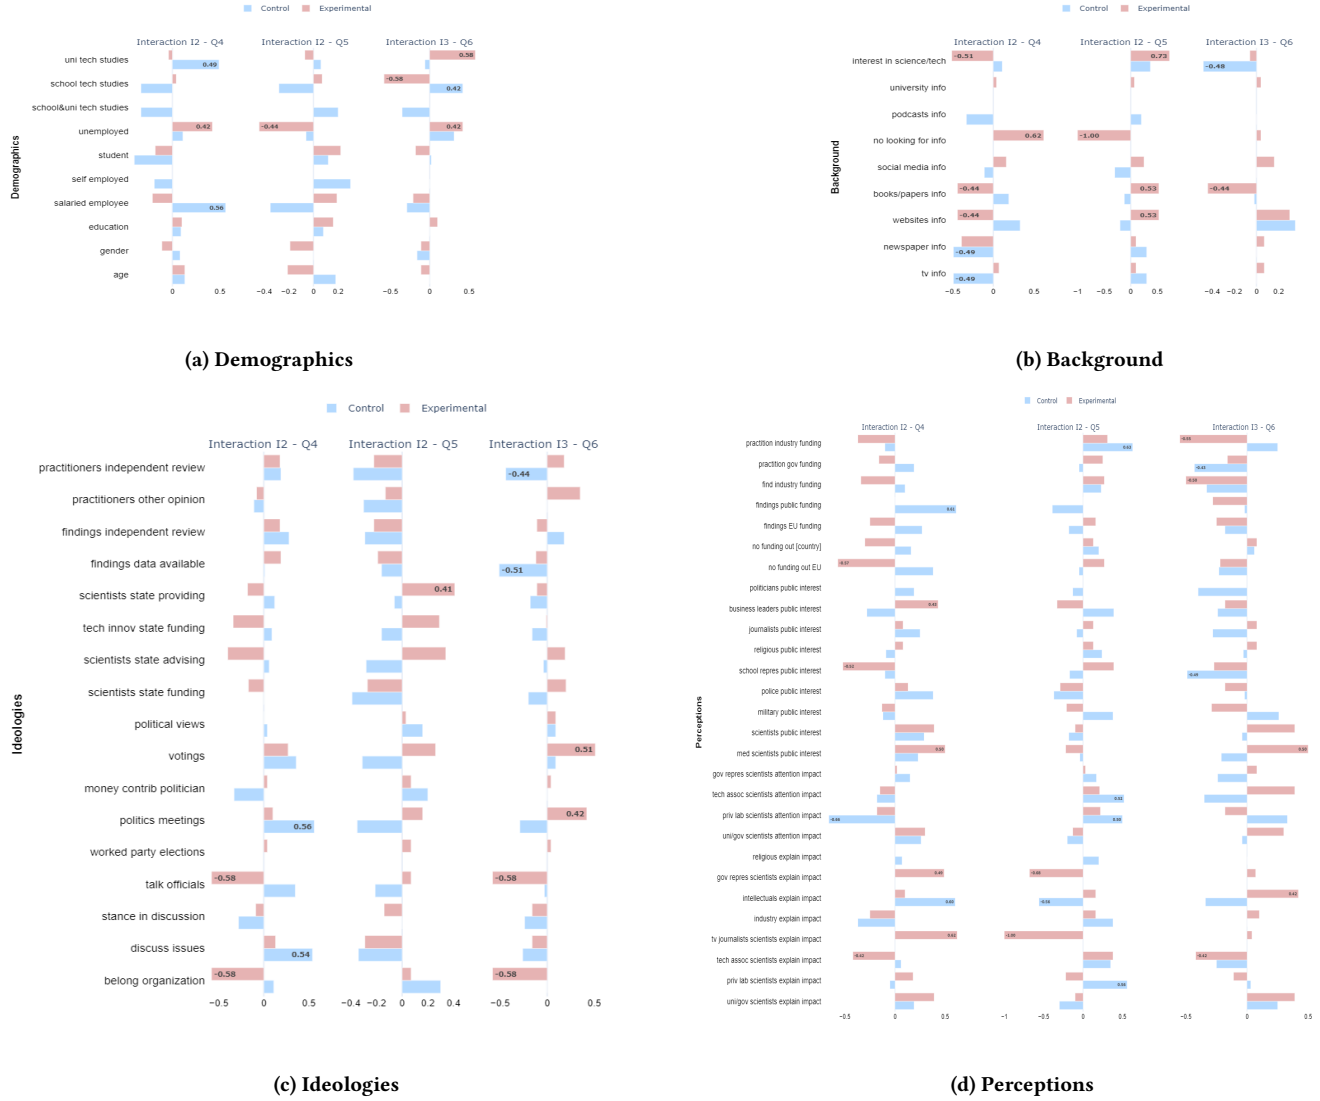 Control Experimental
Interaction I2 - Q4 Interaction I2 - Q5 Interaction I3 - Q6
Demographics
uni tech studies 0.49 0.58
school tech studies -0.58 0.42
school&uni tech studies
unemployed 0.42 -0.44 0.42
student
self employed
salaried employee 0.56
education
gender
age
0 0.5 −0.4 −0.2 0 0.2 −0.5 0
(a) Demographics
Control Experimental
Interaction I2 - Q4 Interaction I2 - Q5 Interaction I3 - Q6
Background
interest in science/tech -0.51 0.73 -0.48
university info
podcasts info
no looking for info 0.62 -1.00
social media info
books/papers info -0.44 0.53 -0.44
websites info -0.44 0.53
newspaper info -0.49
tv info -0.49
−0.5 0 0.5 −1 0 0.5 −0.4 −0.2 0 0.2
(b) Background
Control Experimental
Interaction I2 - Q4 Interaction I2 - Q5 Interaction I3 - Q6
Ideologies
practitioners independent review -0.44
practitioners other opinion
findings independent review
findings data available -0.51
scientists state providing 0.41
tech innov state funding
scientists state advising
scientists state funding
political views
votings 0.51
money contrib politician
politics meetings 0.56 0.42
worked party elections
talk officials -0.58 -0.58
stance in discussion
discuss issues 0.54
belong organization -0.58 -0.58
−0.5 0 0.5 −0.4 −0.2 0 0.2 0.4 −0.5 0 0.5
(c) Ideologies
Control Experimental
Interaction I2 - Q4 Interaction I2 - Q5 Interaction I3 - Q6
Perceptions
practition industry funding
practition gov funding
find industry funding
findings public funding
findings EU funding
no funding out [country]
no funding out EU
politicians public interest
business leaders public interest
journalists public interest
religious public interest
school repres public interest
police public interest
military public interest
scientists public interest
med scientists public interest
gov repres scientists attention impact
tech assoc scientists attention impact
priv lab scientists attention impact
uni/gov scientists attention impact
religious explain impact
gov repres scientists explain impact
intellectuals explain impact
industry explain impact
tv journalists scientists explain impact -1.00
tech assoc scientists explain impact
priv lab scientists explain impact
uni/gov scientists explain impact
−0.5 0 0.5 −1 −0.5 0 0.5 −0.5 0 0.5
(d) Perceptions